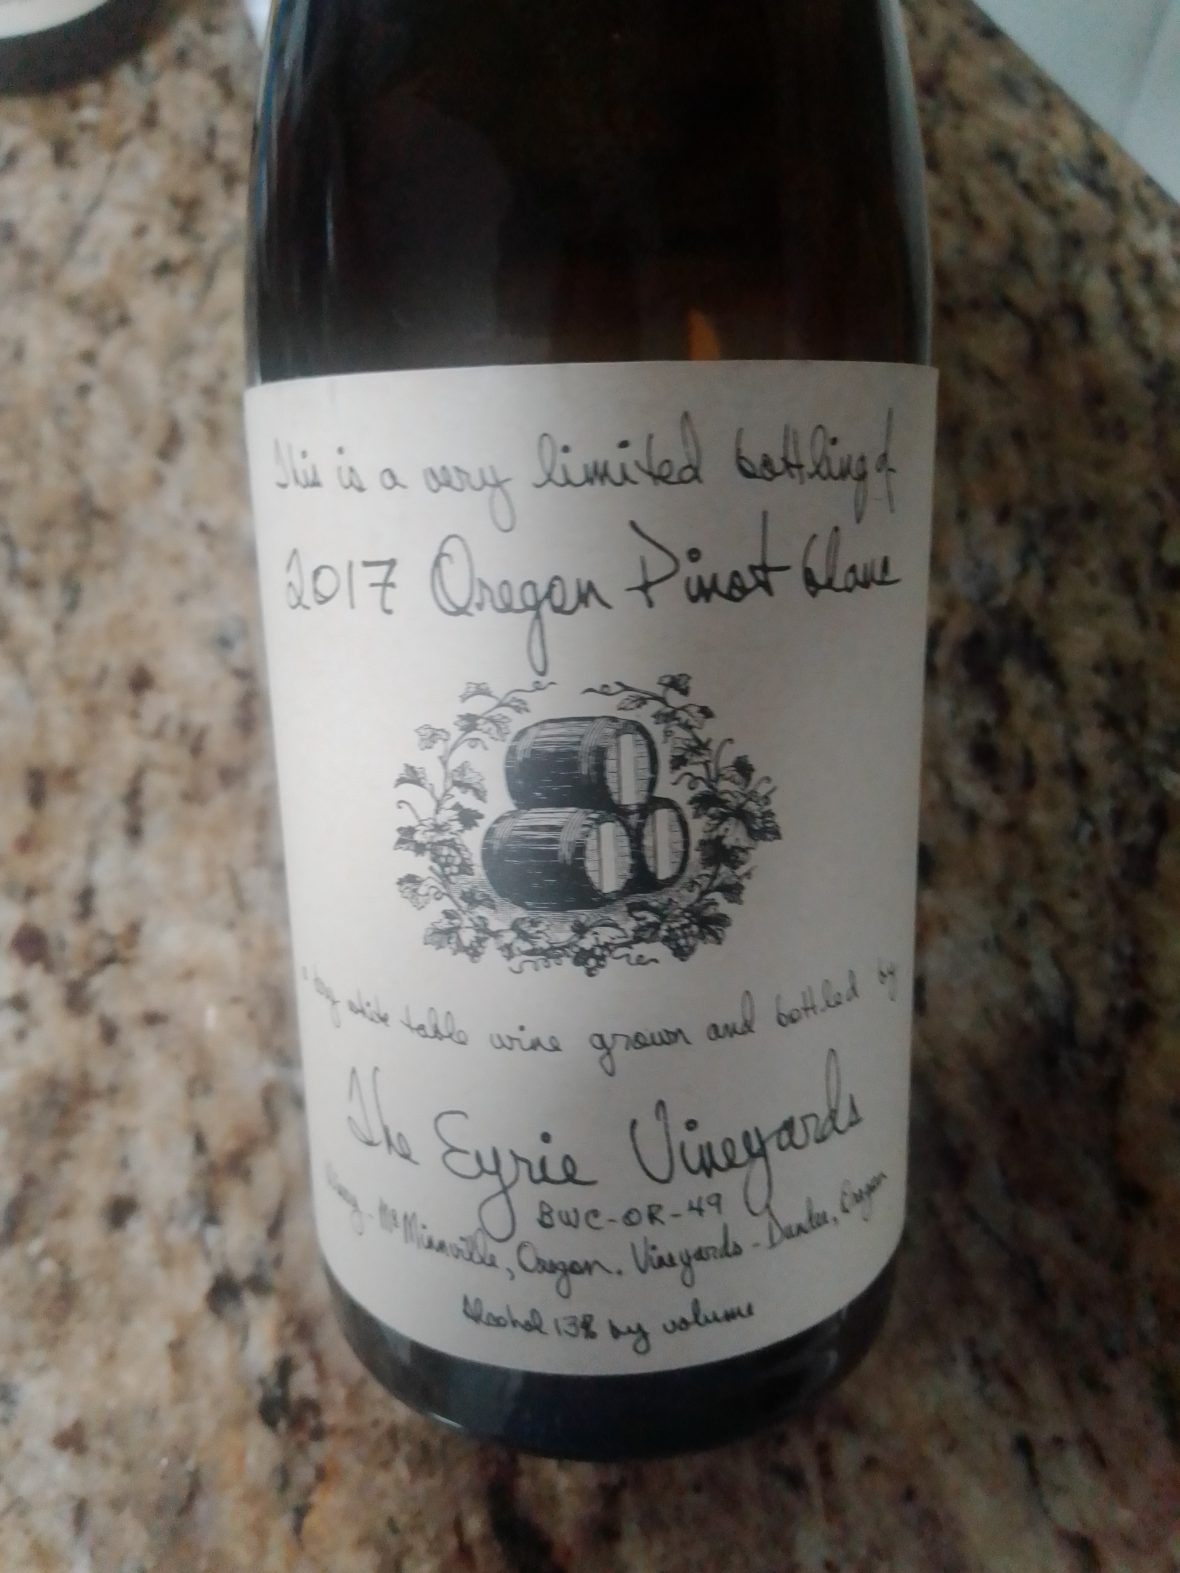 This is a very limited bottling of
2017 Oregon Pinot blanc
a dry white table wine grown and bottled by
The Eyrie Vineyards
BWC-OR-49
Winery - McMinnville, Oregon. Vineyards - Dundee, Oregon
Alcohol 13% by volume